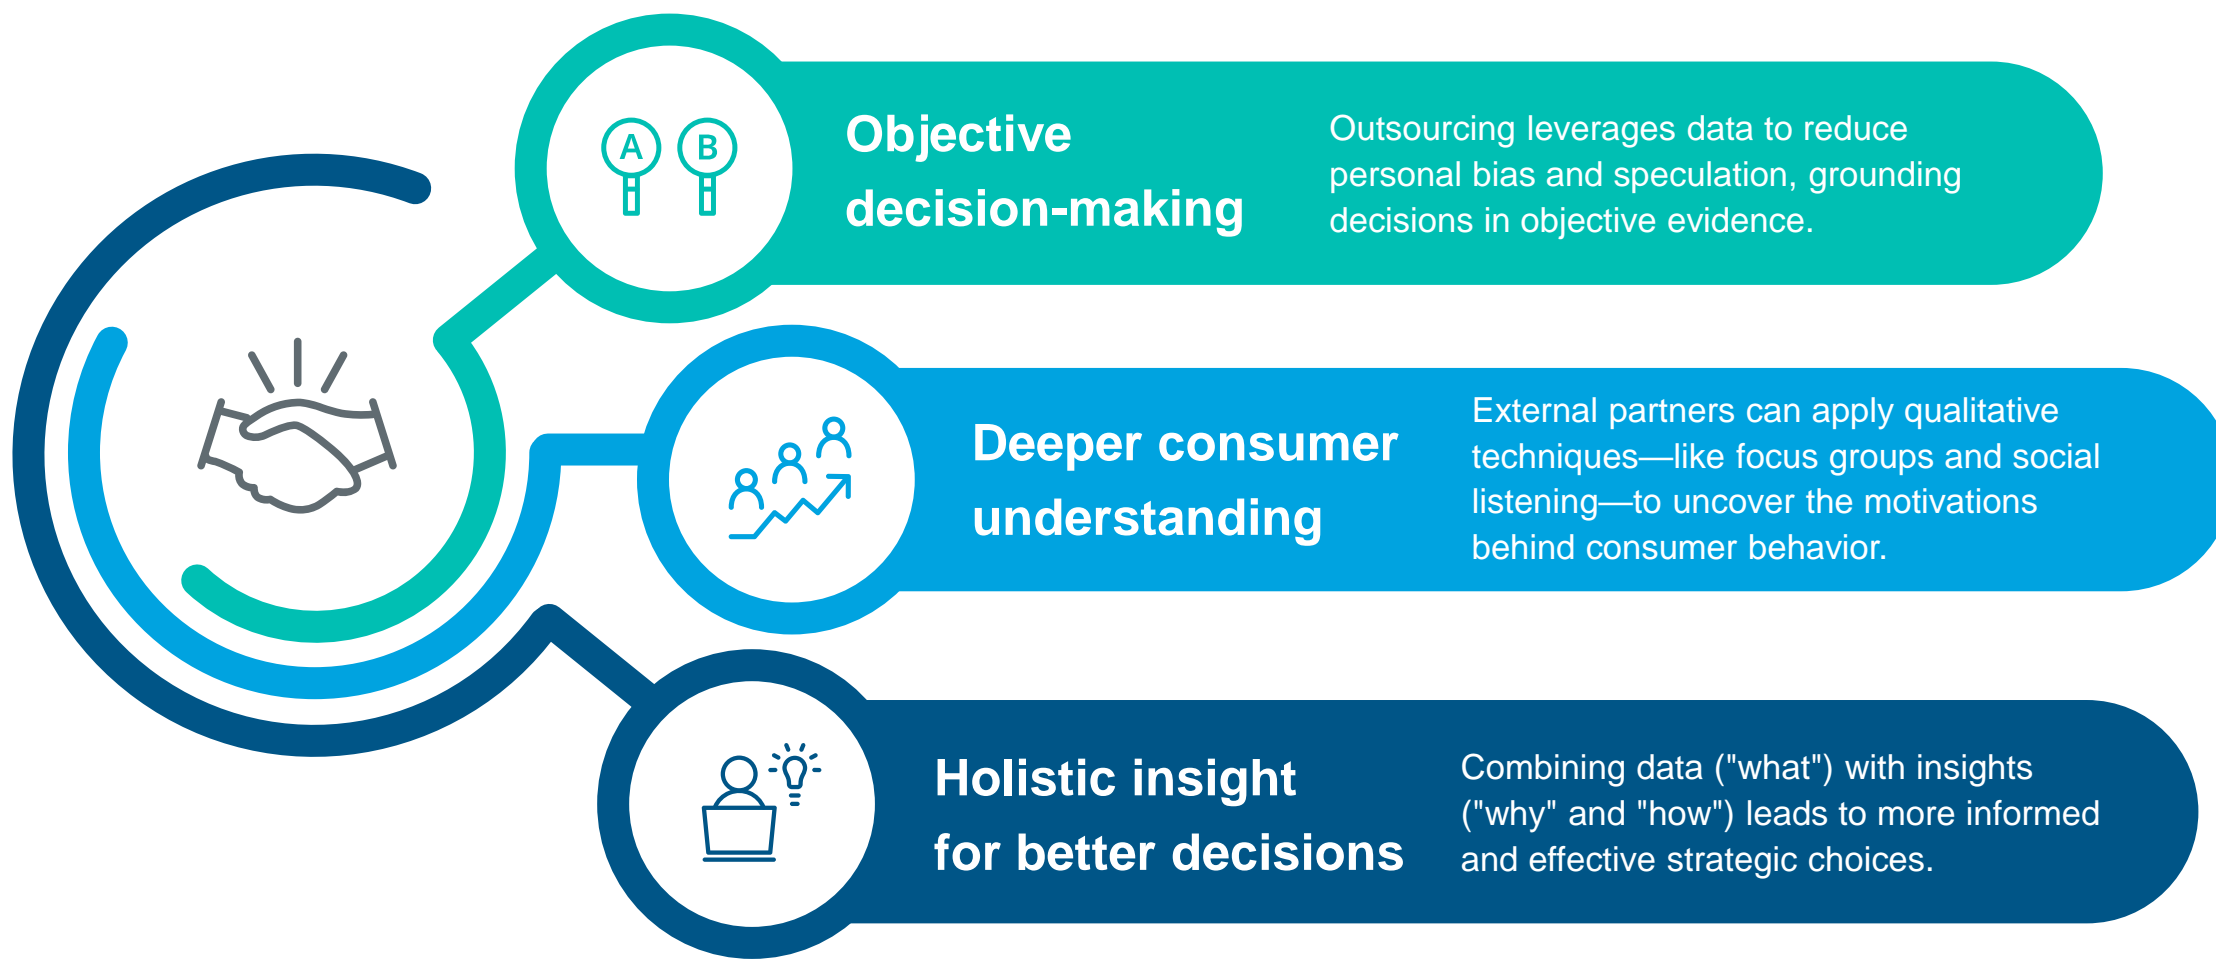 A B
Objective
decision-making
Outsourcing leverages data to reduce
personal bias and speculation, grounding
decisions in objective evidence.
Deeper consumer
understanding
External partners can apply qualitative
techniques—like focus groups and social
listening—to uncover the motivations
behind consumer behavior.
Holistic insight
for better decisions
Combining data ("what") with insights
("why" and "how") leads to more informed
and effective strategic choices.